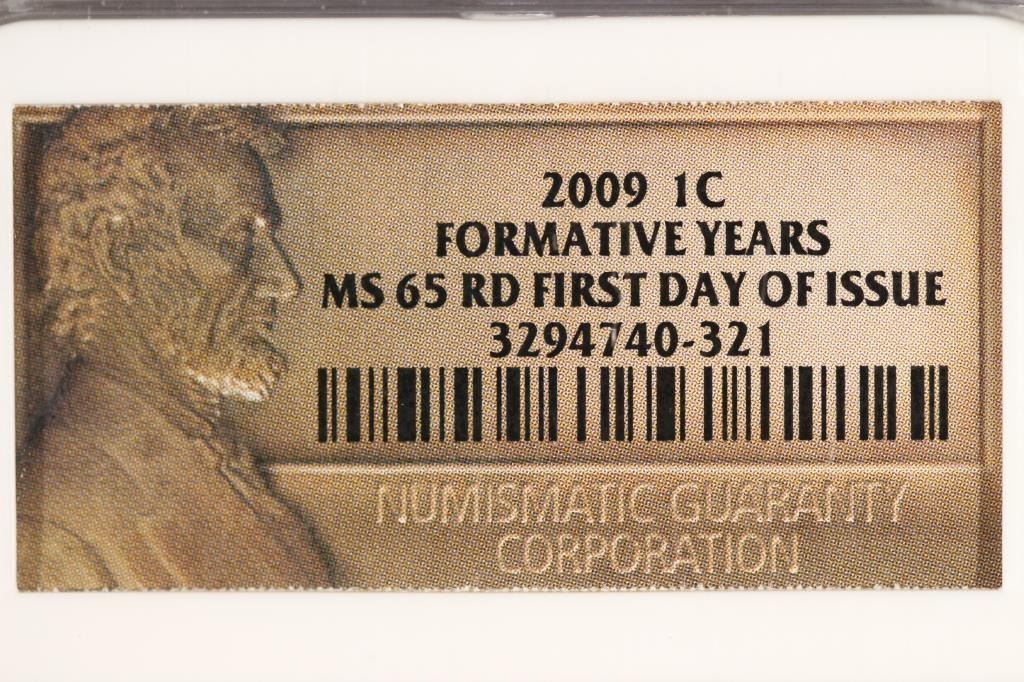 2009 1C
FORMATIVE YEARS
MS 65 RD FIRST DAY OF ISSUE
3294740-321
NUMISMATIC GUARANTY
CORPORATION